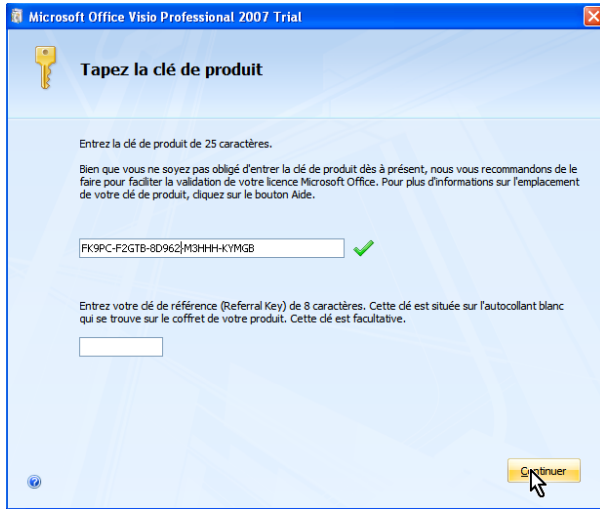 Microsoft Office Visio Professional 2007 Trial
Tapez la clé de produit
Entrez la clé de produit de 25 caractères.
Bien que vous ne soyez pas obligé d'entrer la clé de produit dès à présent, nous vous recommandons de le
faire pour faciliter la validation de votre licence Microsoft Office. Pour plus d'informations sur l'emplacement
de votre clé de produit, cliquez sur le bouton Aide.
FK9PC-F2GTB-8D962-M3HHH-KYMGB
Entrez votre clé de référence (Referral Key) de 8 caractères. Cette clé est située sur l'autocollant blanc
qui se trouve sur le coffret de votre produit. Cette clé est facultative.
Continuer